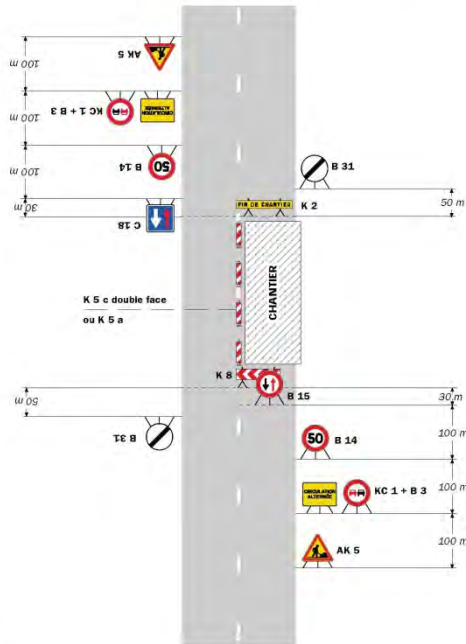 AK 5
100 m
KC 1 + B 3
CIRCULATION
ALTERNÉE
100 m
50
B 14
100 m
C 18
30 m
B 31
50 m
FIN DE CHANTIER
K 2
CHANTIER
K 5 c double face
ou K 5 a
K 8
B 15
30 m
50 m
B 31
50
B 14
100 m
CIRCULATION
ALTERNÉE
KC 1 + B 3
100 m
AK 5
100 m